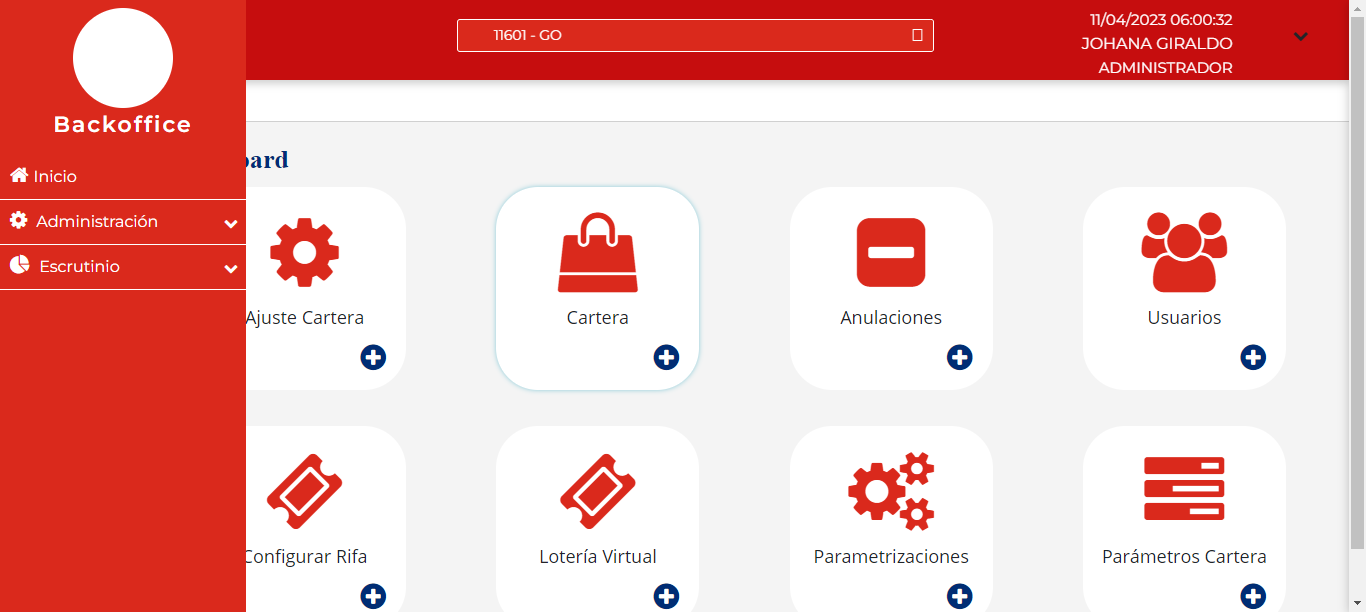 11601 - GO
11/04/2023 06:00:32
JOHANA GIRALDO
ADMINISTRADOR
Backoffice
Inicio
Administración
Escrutinio
oard
Ajuste Cartera
Cartera
Anulaciones
Usuarios
Configurar Rifa
Lotería Virtual
Parametrizaciones
Parámetros Cartera